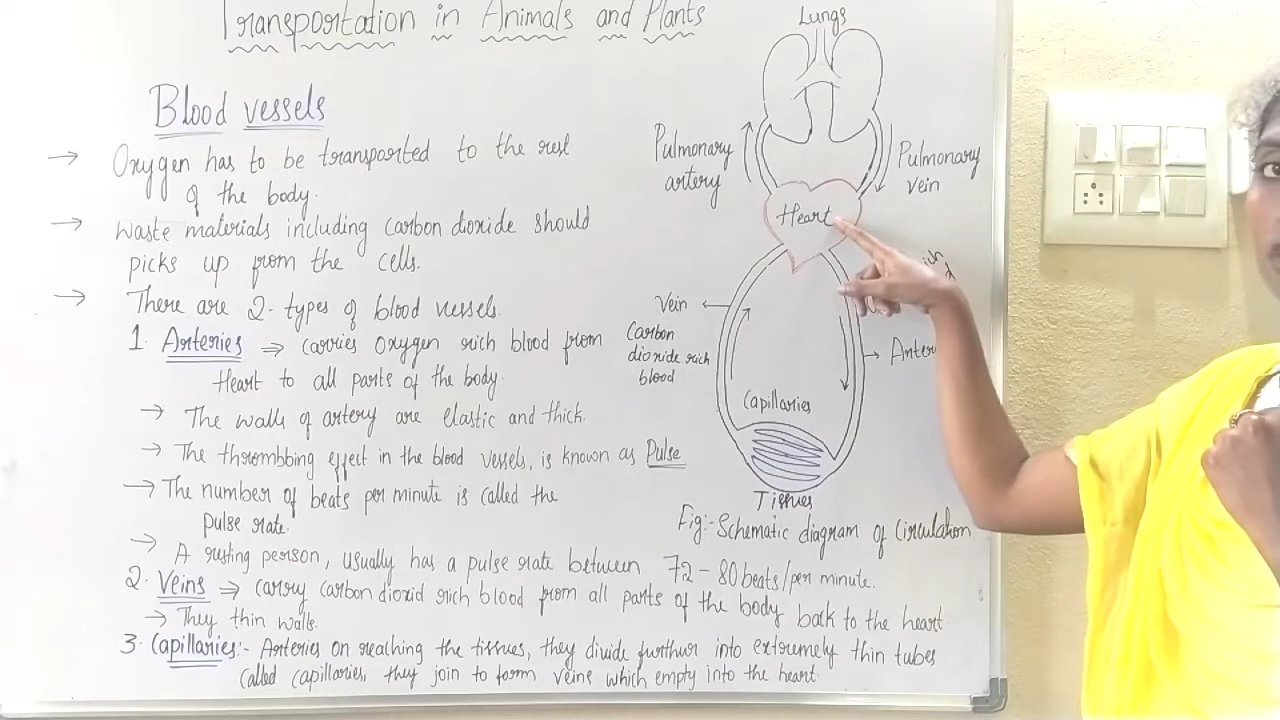 Transportation in Animals and Plants
Blood vessels
→ Oxygen has to be transported to the rest
of the body.
→ Waste materials including carbon dioxide should
picks up from the cells.
→ There are 2-types of blood vessels.
1. Arteries ⇒ carries oxygen rich blood from
Heart to all parts of the body.
→ The walls of artery are elastic and thick.
→ The thrombbing effect in the blood vessels, is known as Pulse
→ The number of beats per minute is called the
pulse rate.
→ A resting person, usually has a pulse rate between 72-80 beats/per minute.
2. Veins ⇒ carry carbon dioxid rich blood from all parts of the body back to the heart
→ They thin walls.
3. Capillaries:- Arteries on reaching the tissues, they divide furthur into extremely thin tubes
called capillaries, they join to form veins which empty into the heart.
Lungs
Pulmonary
artery
Pulmonary
vein
Heart
Vein
Carbon
dioxide rich
blood
Capillaries
Tissues
Fig:- Schematic diagram of Circulation